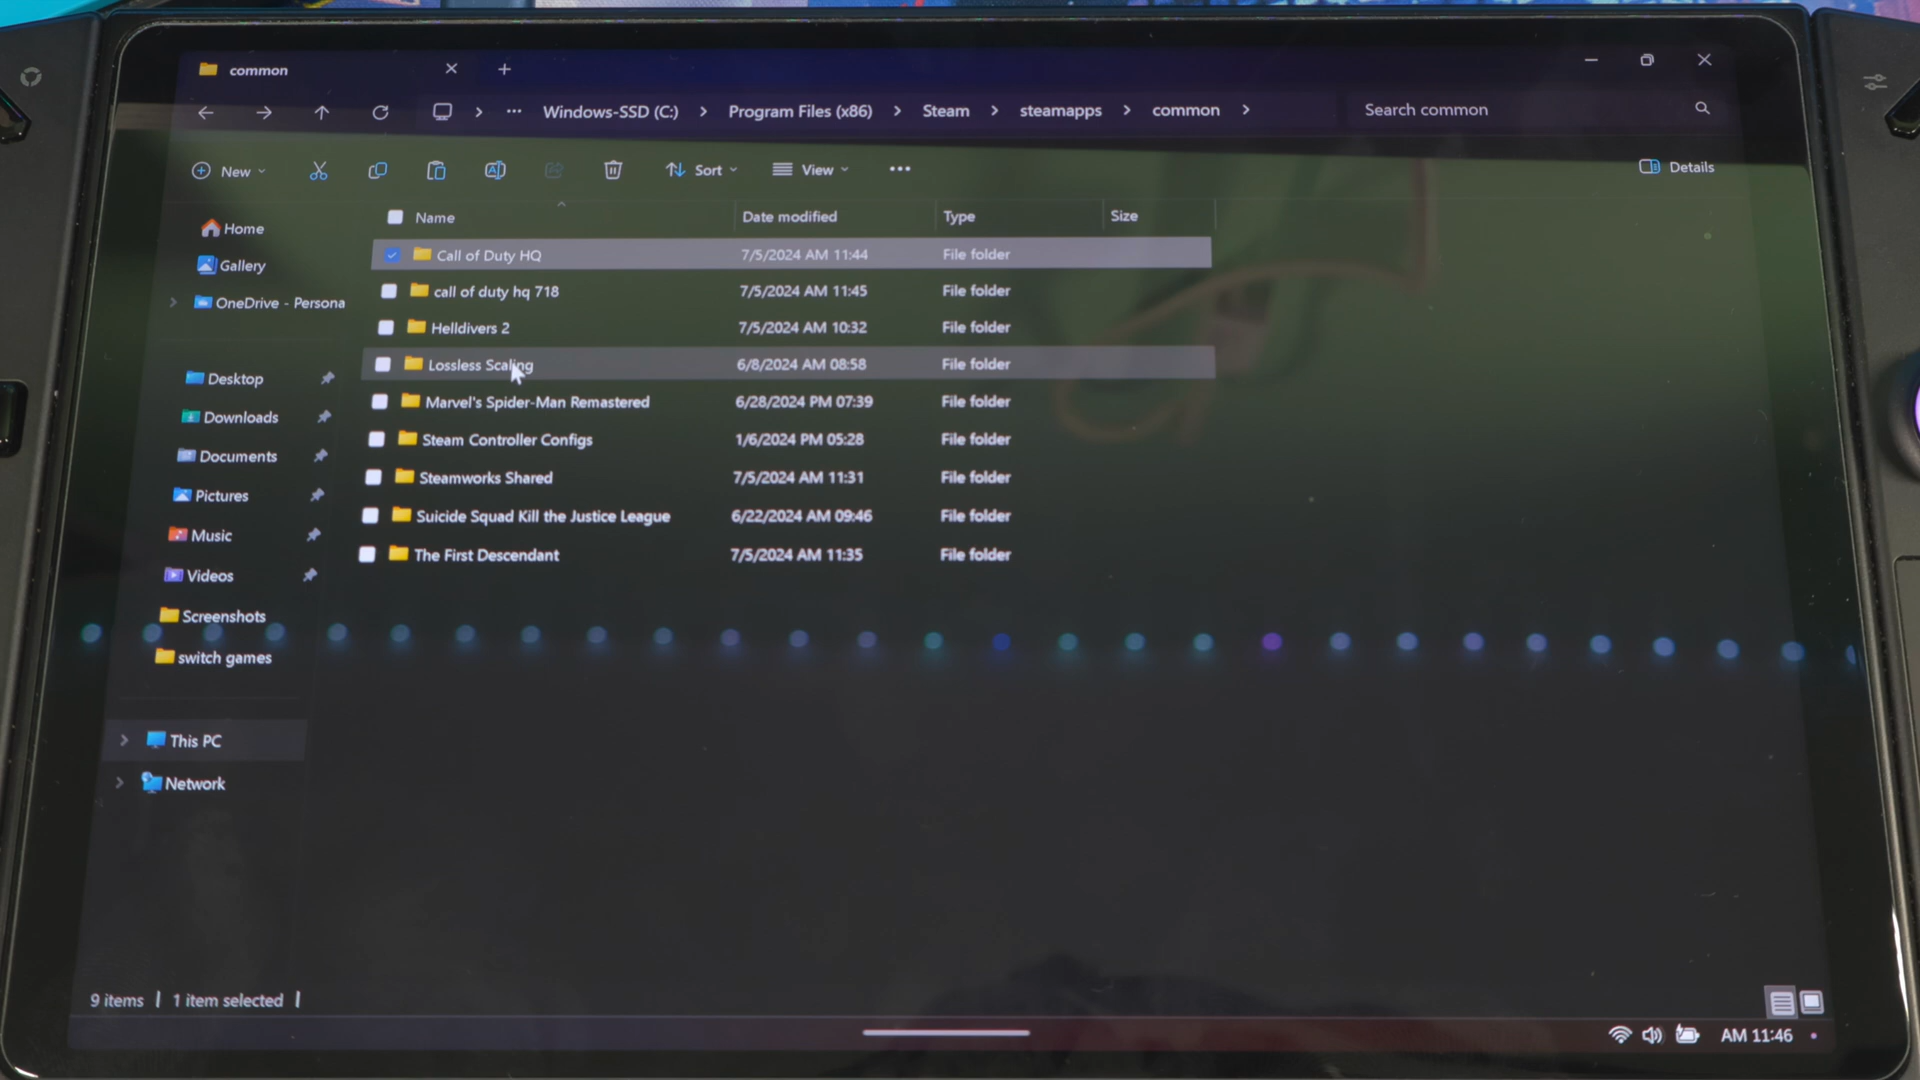 common
Windows-SSD (C:) > Program Files (x86) > Steam > steamapps > common >
Search common
New
Sort
View
Details
Name Date modified Type Size
Call of Duty HQ 7/5/2024 AM 11:44 File folder
call of duty hq 718 7/5/2024 AM 11:45 File folder
Helldivers 2 7/5/2024 AM 10:32 File folder
Lossless Scaling 6/8/2024 AM 08:58 File folder
Marvel's Spider-Man Remastered 6/28/2024 PM 07:39 File folder
Steam Controller Configs 1/6/2024 PM 05:28 File folder
Steamworks Shared 7/5/2024 AM 11:31 File folder
Suicide Squad Kill the Justice League 6/22/2024 AM 09:46 File folder
The First Descendant 7/5/2024 AM 11:35 File folder
Home
Gallery
OneDrive - Persona
Desktop
Downloads
Documents
Pictures
Music
Videos
Screenshots
switch games
This PC
Network
9 items | 1 item selected |
AM 11:46